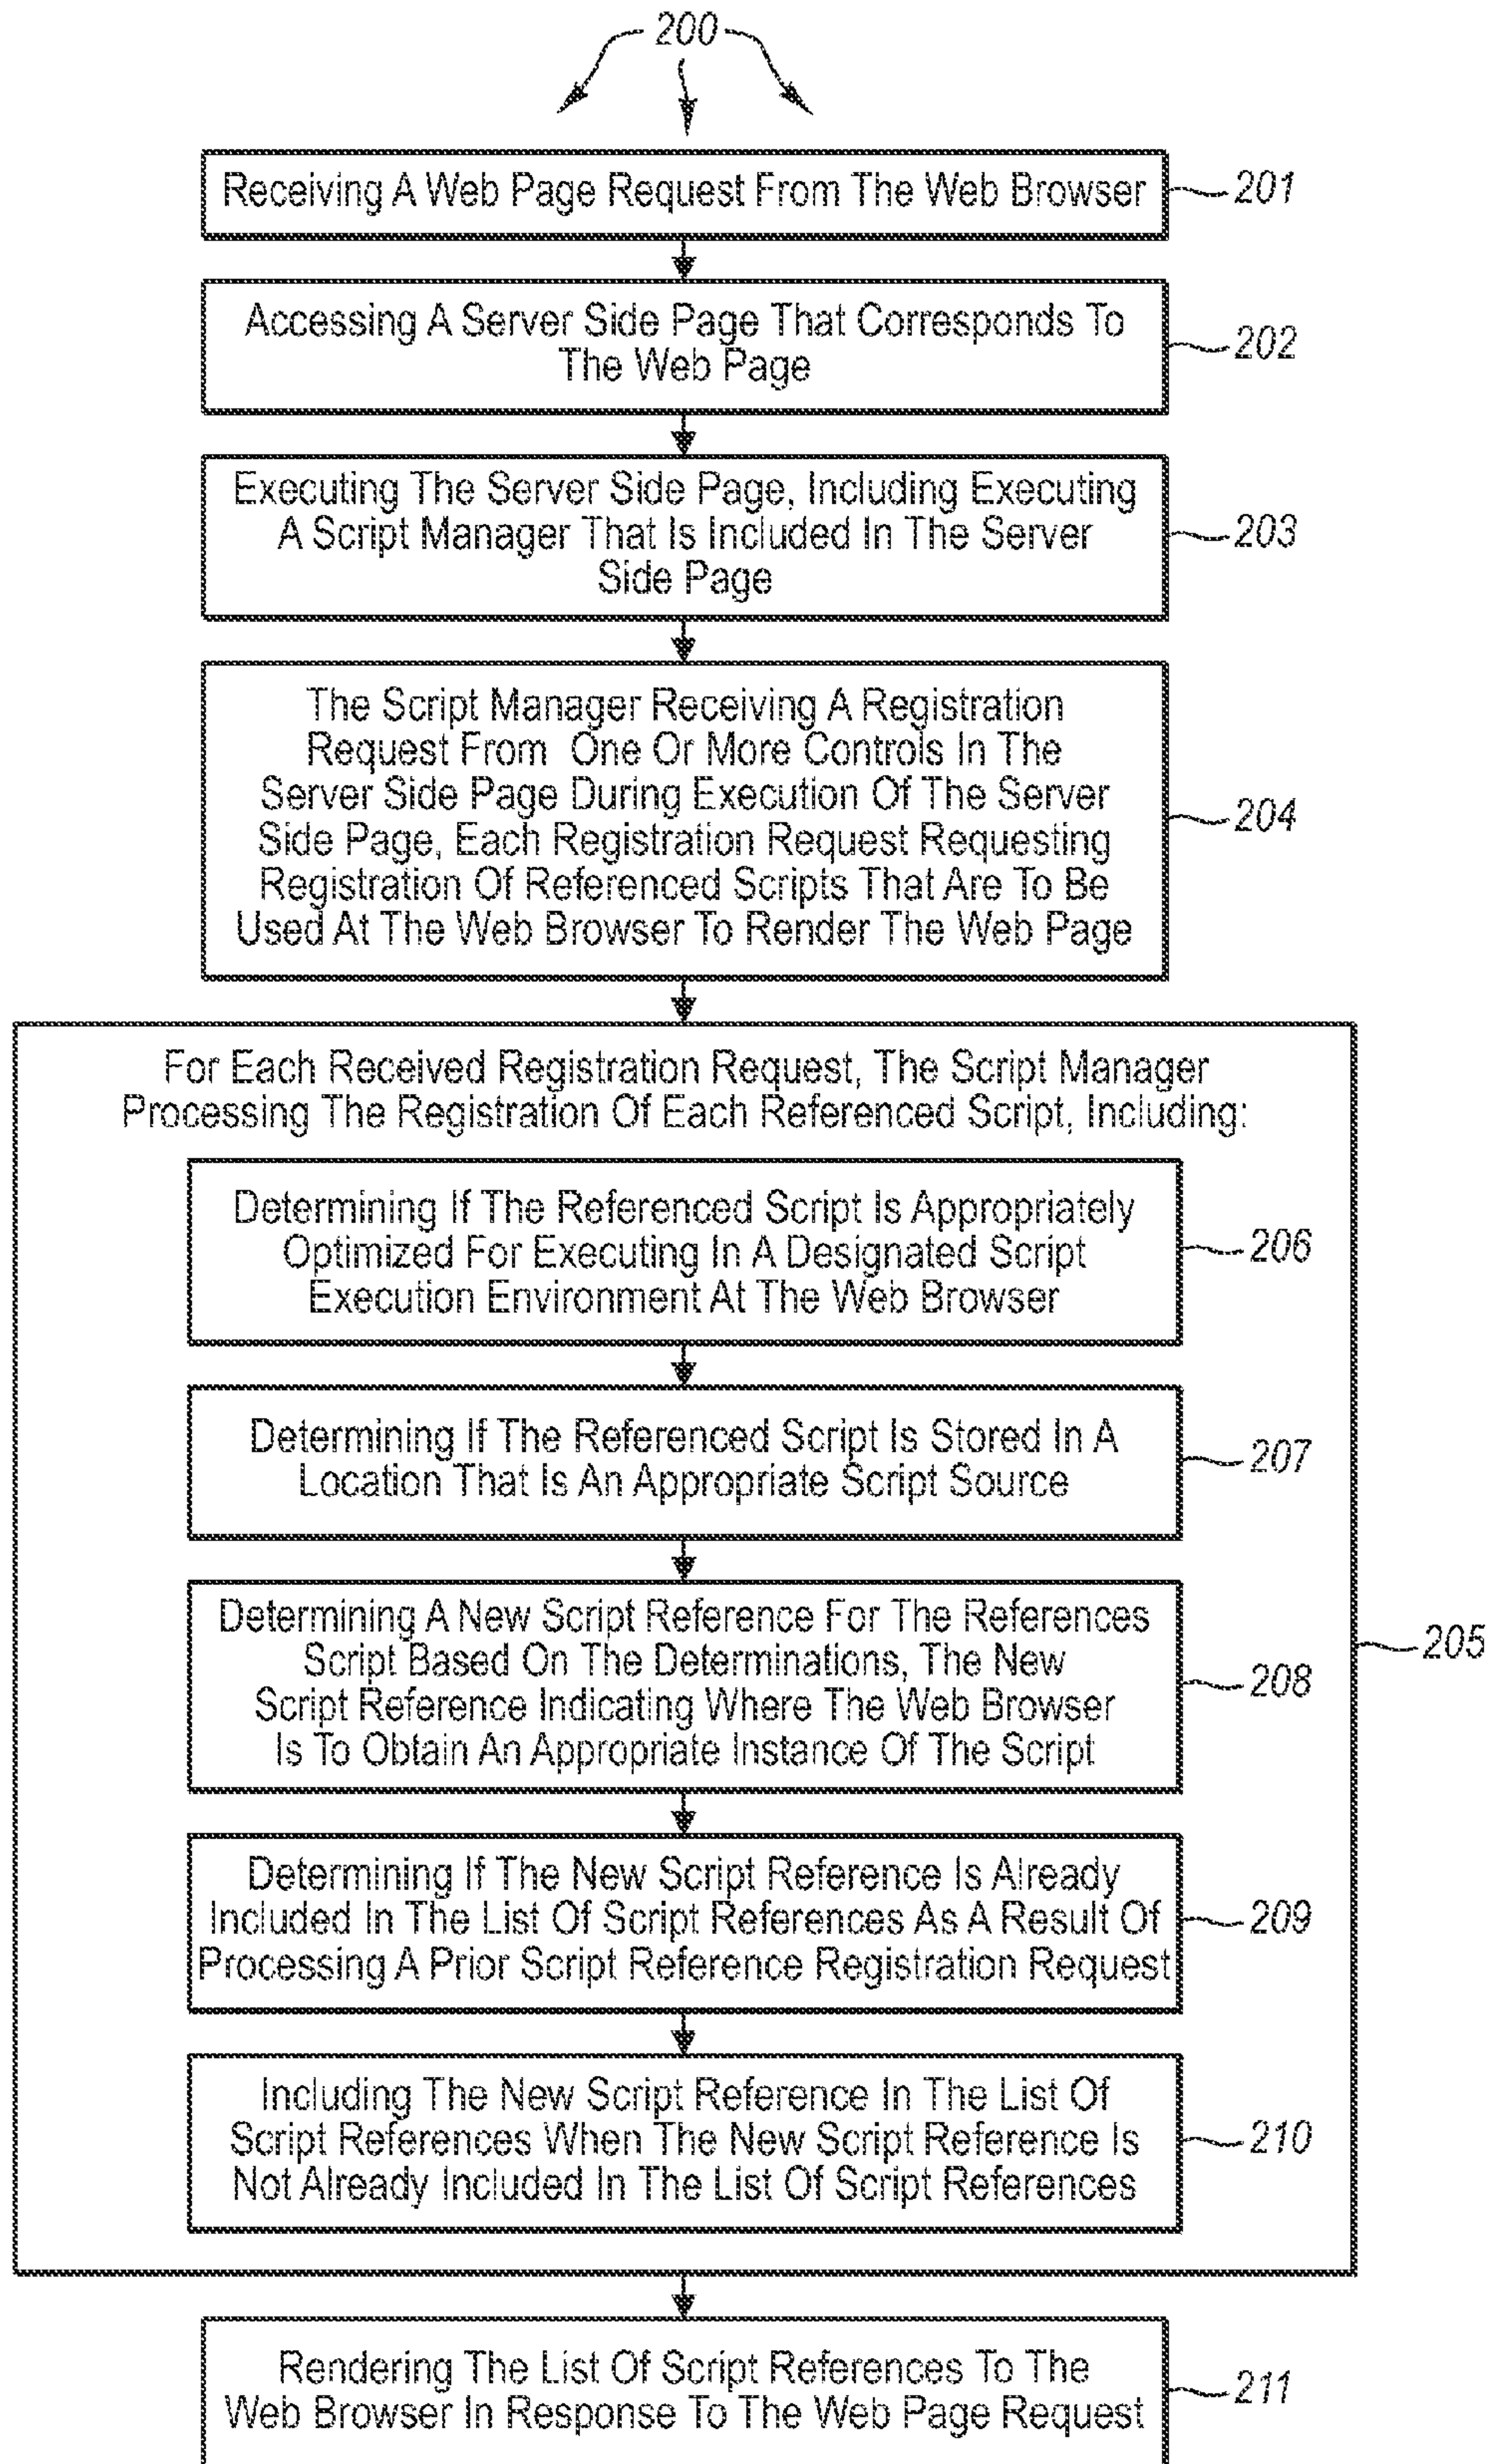 200
Receiving A Web Page Request From The Web Browser
201
Accessing A Server Side Page That Corresponds To
The Web Page
202
Executing The Server Side Page, Including Executing
A Script Manager That Is Included In The Server
Side Page
203
The Script Manager Receiving A Registration
Request From One Or More Controls In The
Server Side Page During Execution Of The Server
Side Page, Each Registration Request Requesting
Registration Of Referenced Scripts That Are To Be
Used At The Web Browser To Render The Web Page
204
For Each Received Registration Request, The Script Manager
Processing The Registration Of Each Referenced Script, Including:
Determining If The Referenced Script Is Appropriately
Optimized For Executing In A Designated Script
Execution Environment At The Web Browser
206
Determining If The Referenced Script Is Stored In A
Location That Is An Appropriate Script Source
207
Determining A New Script Reference For The References
Script Based On The Determinations, The New
Script Reference Indicating Where The Web Browser
Is To Obtain An Appropriate Instance Of The Script
208
205
Determining If The New Script Reference Is Already
Included In The List Of Script References As A Result Of
Processing A Prior Script Reference Registration Request
209
Including The New Script Reference In The List Of
Script References When The New Script Reference Is
Not Already Included In The List Of Script References
210
Rendering The List Of Script References To The
Web Browser In Response To The Web Page Request
211